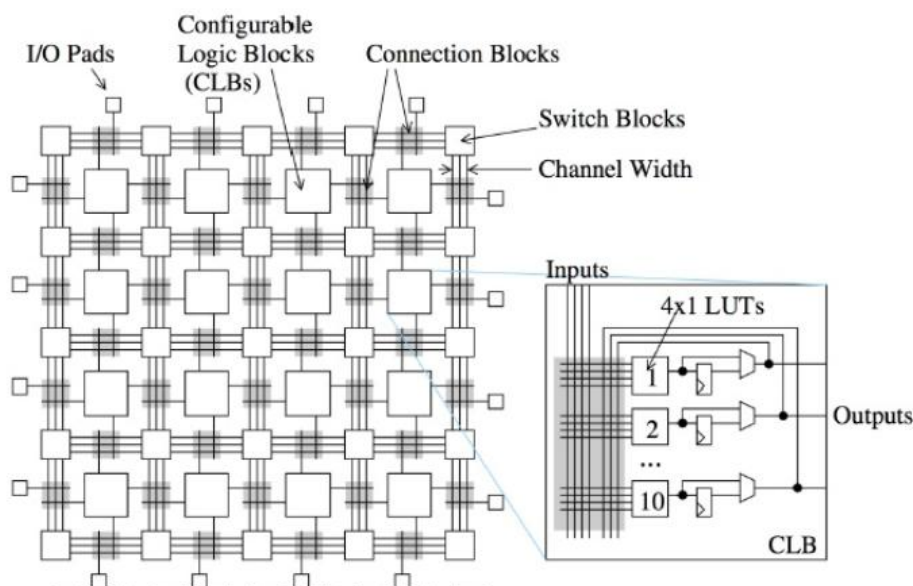 Configurable
Logic Blocks
(CLBs)
I/O Pads
Connection Blocks
Switch Blocks
Channel Width
Inputs
4x1 LUTs
1
2
...
10
Outputs
CLB